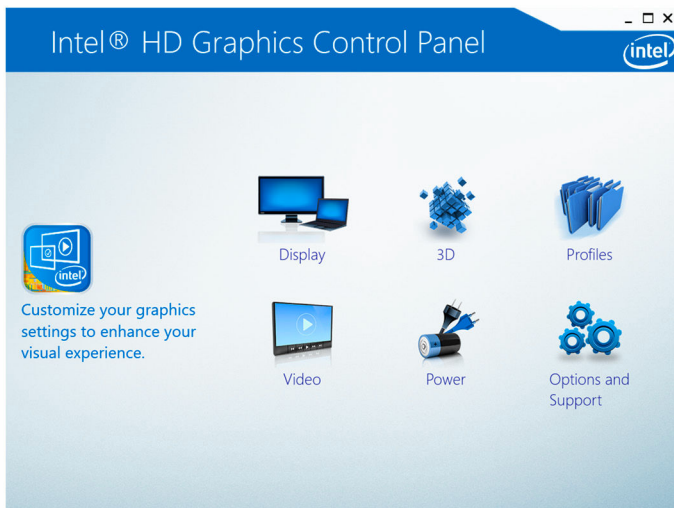 Intel® HD Graphics Control Panel
intel
intel
Customize your graphics
settings to enhance your
visual experience.
Display
3D
Profiles
Video
Power
Options and
Support